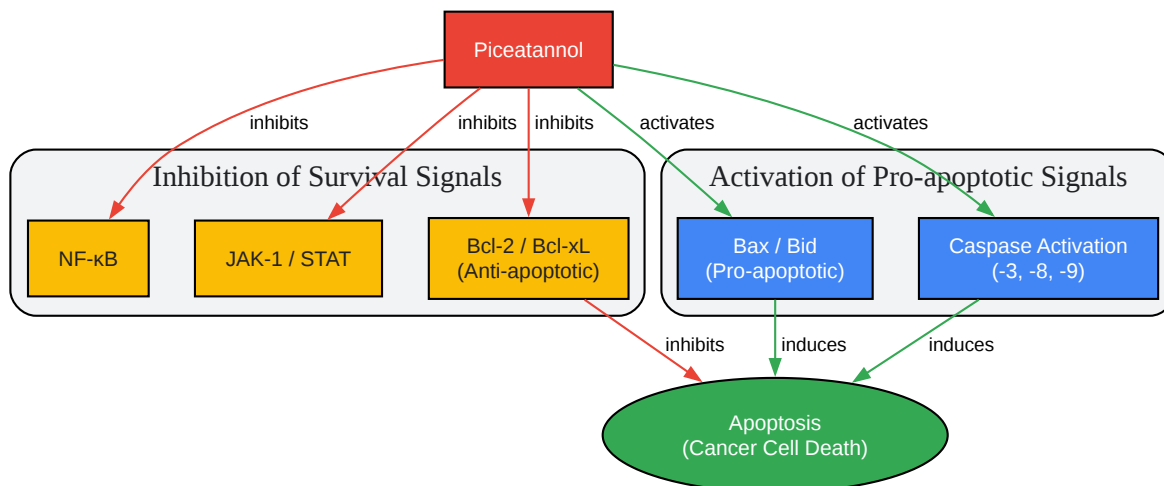 Piceatannol
inhibits
inhibits
inhibits
activates
activates
Inhibition of Survival Signals
Activation of Pro-apoptotic Signals
NF-κB
JAK-1 / STAT
Bcl-2 / Bcl-xL
(Anti-apoptotic)
Bax / Bid
(Pro-apoptotic)
Caspase Activation
(-3, -8, -9)
inhibits
induces
induces
Apoptosis
(Cancer Cell Death)